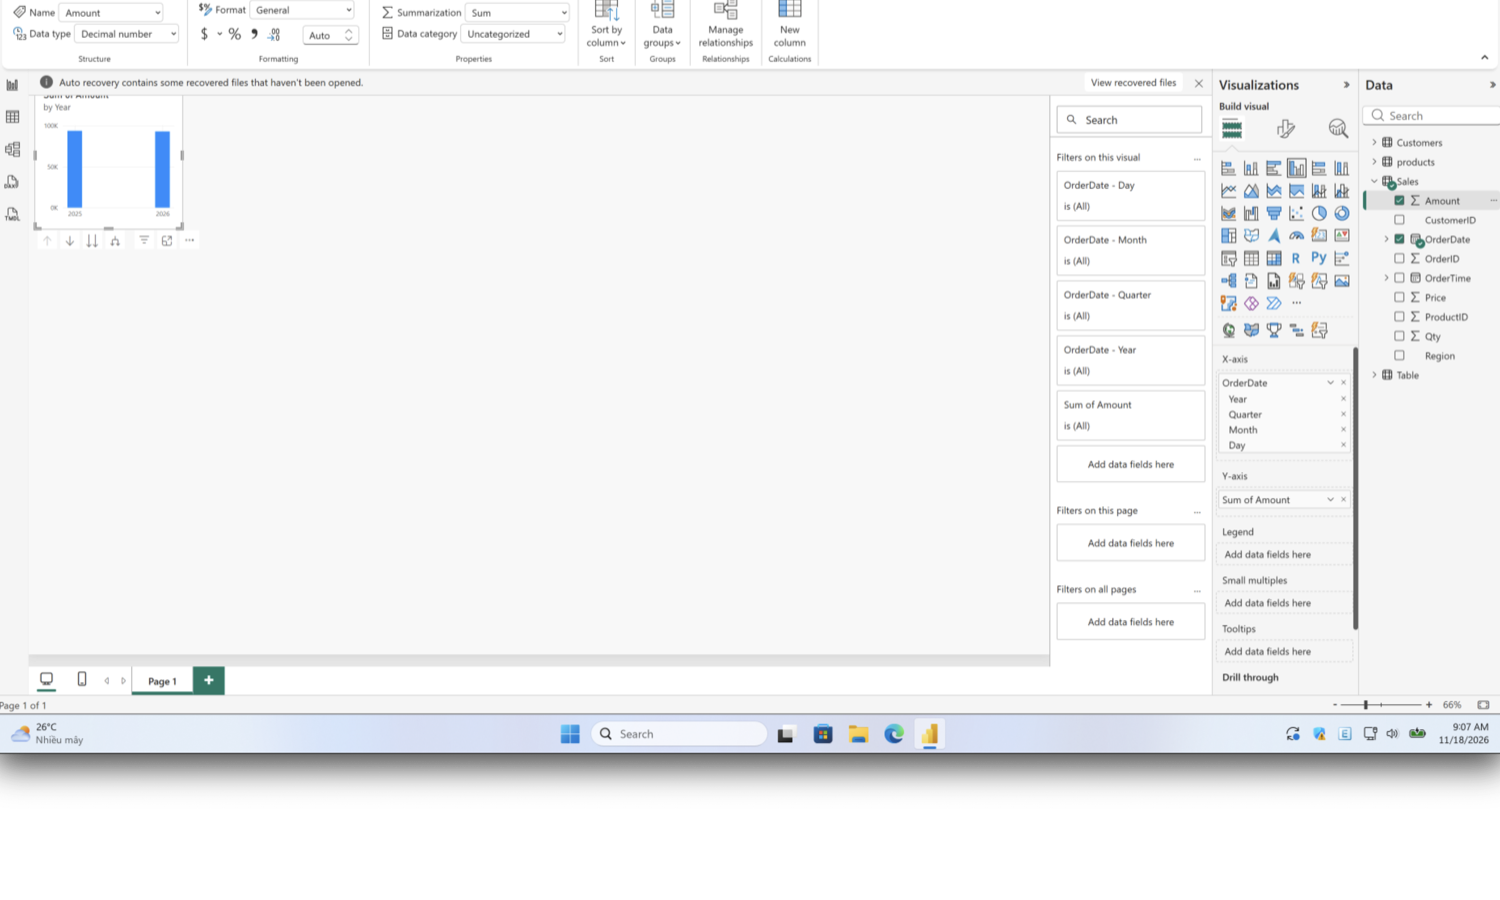 Name Amount
Format General
Summarization Sum
Data type Decimal number
$ % Auto
Data category Uncategorized
Sort by column
Data groups
Manage relationships
New column
Structure
Formatting
Properties
Sort
Groups
Relationships
Calculations
Auto recovery contains some recovered files that haven't been opened.
View recovered files
Sum of Amount
by Year
100K
50K
0K
2025
2026
Search
Filters on this visual
OrderDate - Day
is (All)
OrderDate - Month
is (All)
OrderDate - Quarter
is (All)
OrderDate - Year
is (All)
Sum of Amount
is (All)
Add data fields here
Filters on this page
Add data fields here
Filters on all pages
Add data fields here
Visualizations
Build visual
R Py
X-axis
OrderDate
Year
Quarter
Month
Day
Y-axis
Sum of Amount
Legend
Add data fields here
Small multiples
Add data fields here
Tooltips
Add data fields here
Drill through
Data
Search
Customers
products
Sales
Amount
CustomerID
OrderDate
OrderID
OrderTime
Price
ProductID
Qty
Region
Table
Page 1
Page 1 of 1
66%
26°C
Nhiều mây
Search
9:07 AM
11/18/2026